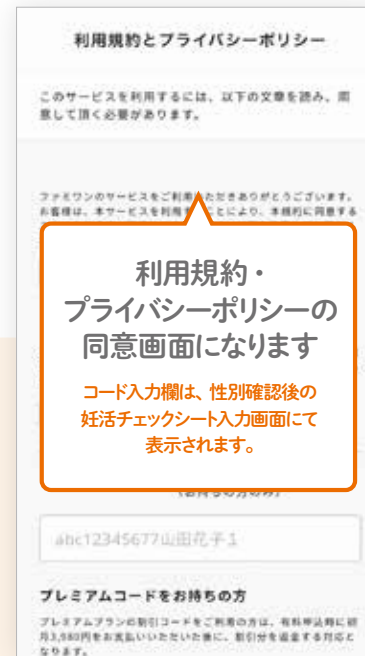 利用規約とプライバシーポリシー
このサービスを利用するには、以下の文章を読み、同
意して頂く必要があります。
ファミワンのサービスをご利用いただきありがとうございます。
お客様は、本サービスを利用することにより、本規約に同意する
利用規約・
プライバシーポリシーの
同意画面になります
コード入力欄は、性別確認後の
妊活チェックシート入力画面にて
表示されます。
(お持ちの方のみ)
abc12345677山田花子1
プレミアムコードをお持ちの方
プレミアムプランの割引コードをご利用の方は、有料申込時に初
月3,980円をお支払いいただいた後に、割引分を返金する対応と
なります。